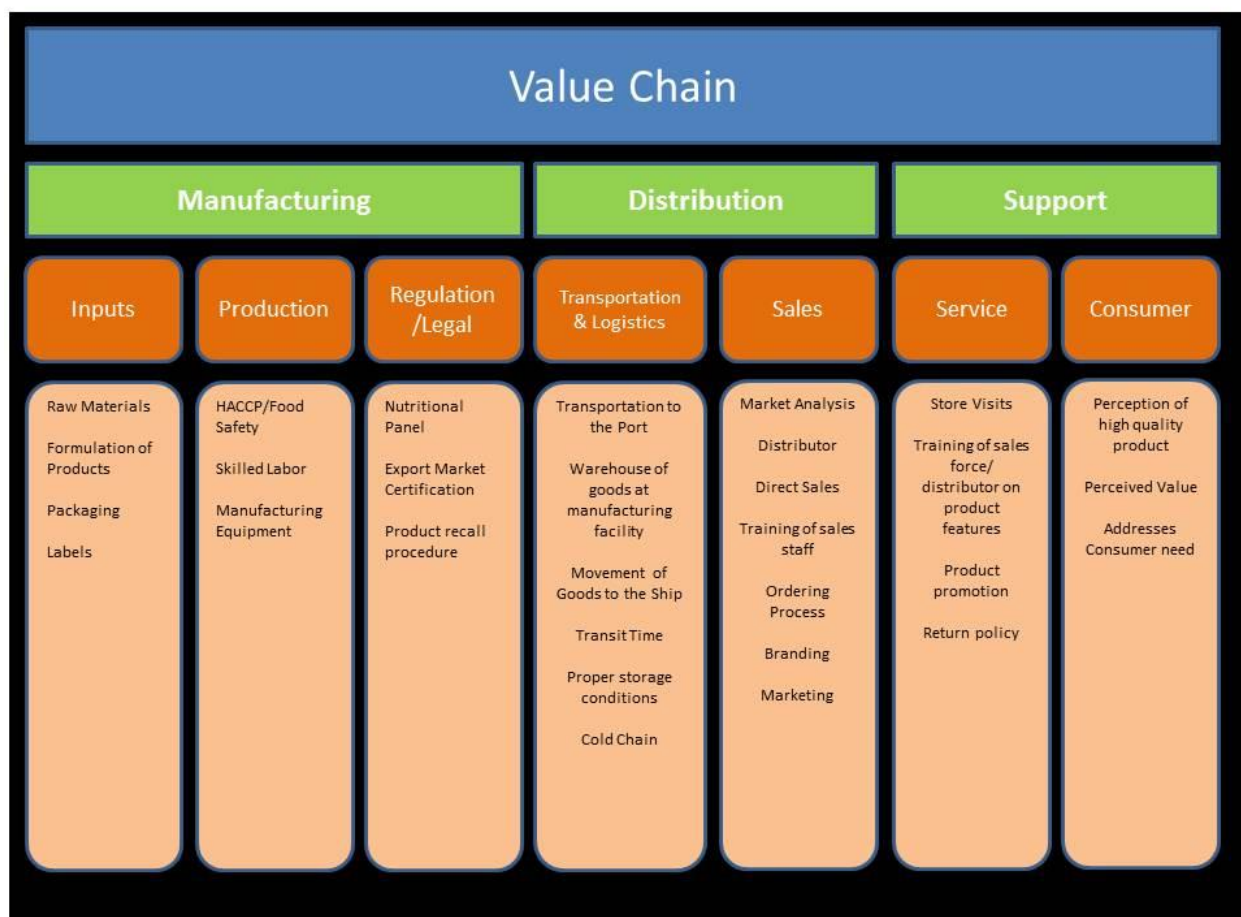 Value Chain
Manufacturing
Distribution
Support
Inputs
Production
Regulation
/Legal
Transportation
& Logistics
Sales
Service
Consumer
Raw Materials
Formulation of
Products
Packaging
Labels
HACCP/Food
Safety
Skilled Labor
Manufacturing
Equipment
Nutritional
Panel
Export Market
Certification
Product recall
procedure
Transportation to
the Port
Warehouse of
goods at
manufacturing
facility
Movement of
Goods to the Ship
Transit Time
Proper storage
conditions
Cold Chain
Market Analysis
Distributor
Direct Sales
Training of sales
staff
Ordering
Process
Branding
Marketing
Store Visits
Training of sales
force/
distributor on
product
features
Product
promotion
Return policy
Perception of
high quality
product
Perceived Value
Addresses
Consumer need